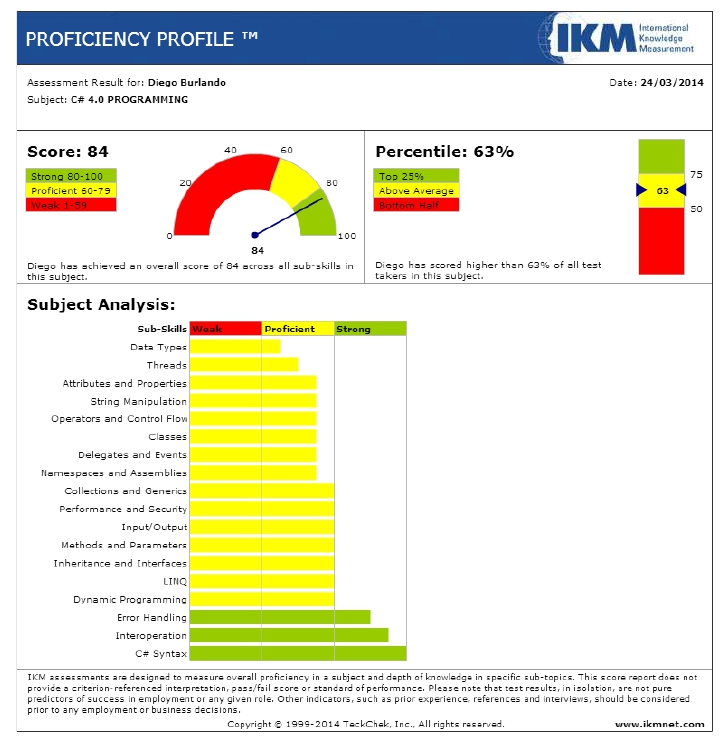 PROFICIENCY PROFILE ™
IKM International
Knowledge
Measurement
Assessment Result for: Diego Burlando
Date: 24/03/2014
Subject: C# 4.0 PROGRAMMING
Score: 84
Strong 80-100
Proficient 60-79
Weak 1-59
0
20
40
60
80
100
84
Diego has achieved an overall score of 84 across all sub-skills in
this subject.
Percentile: 63%
Top 25%
Above Average
Bottom Half
75
63
50
Diego has scored higher than 63% of all test
takers in this subject.
Subject Analysis:
Sub-Skills Weak Proficient Strong
Data Types
Threads
Attributes and Properties
String Manipulation
Operators and Control Flow
Classes
Delegates and Events
Namespaces and Assemblies
Collections and Generics
Performance and Security
Input/Output
Methods and Parameters
Inheritance and Interfaces
LINQ
Dynamic Programming
Error Handling
Interoperation
C# Syntax
IKM assessments are designed to measure overall proficiency in a subject and depth of knowledge in specific sub-topics. This score report does not
provide a criterion-referenced interpretation, pass/fail score or standard of performance. Please note that test results, in isolation, are not pure
predictors of success in employment or any given role. Other indicators, such as prior experience, references and interviews, should be considered
prior to any employment or business decisions.
Copyright © 1999-2014 TeckChek, Inc., All rights reserved.
www.ikmnet.com